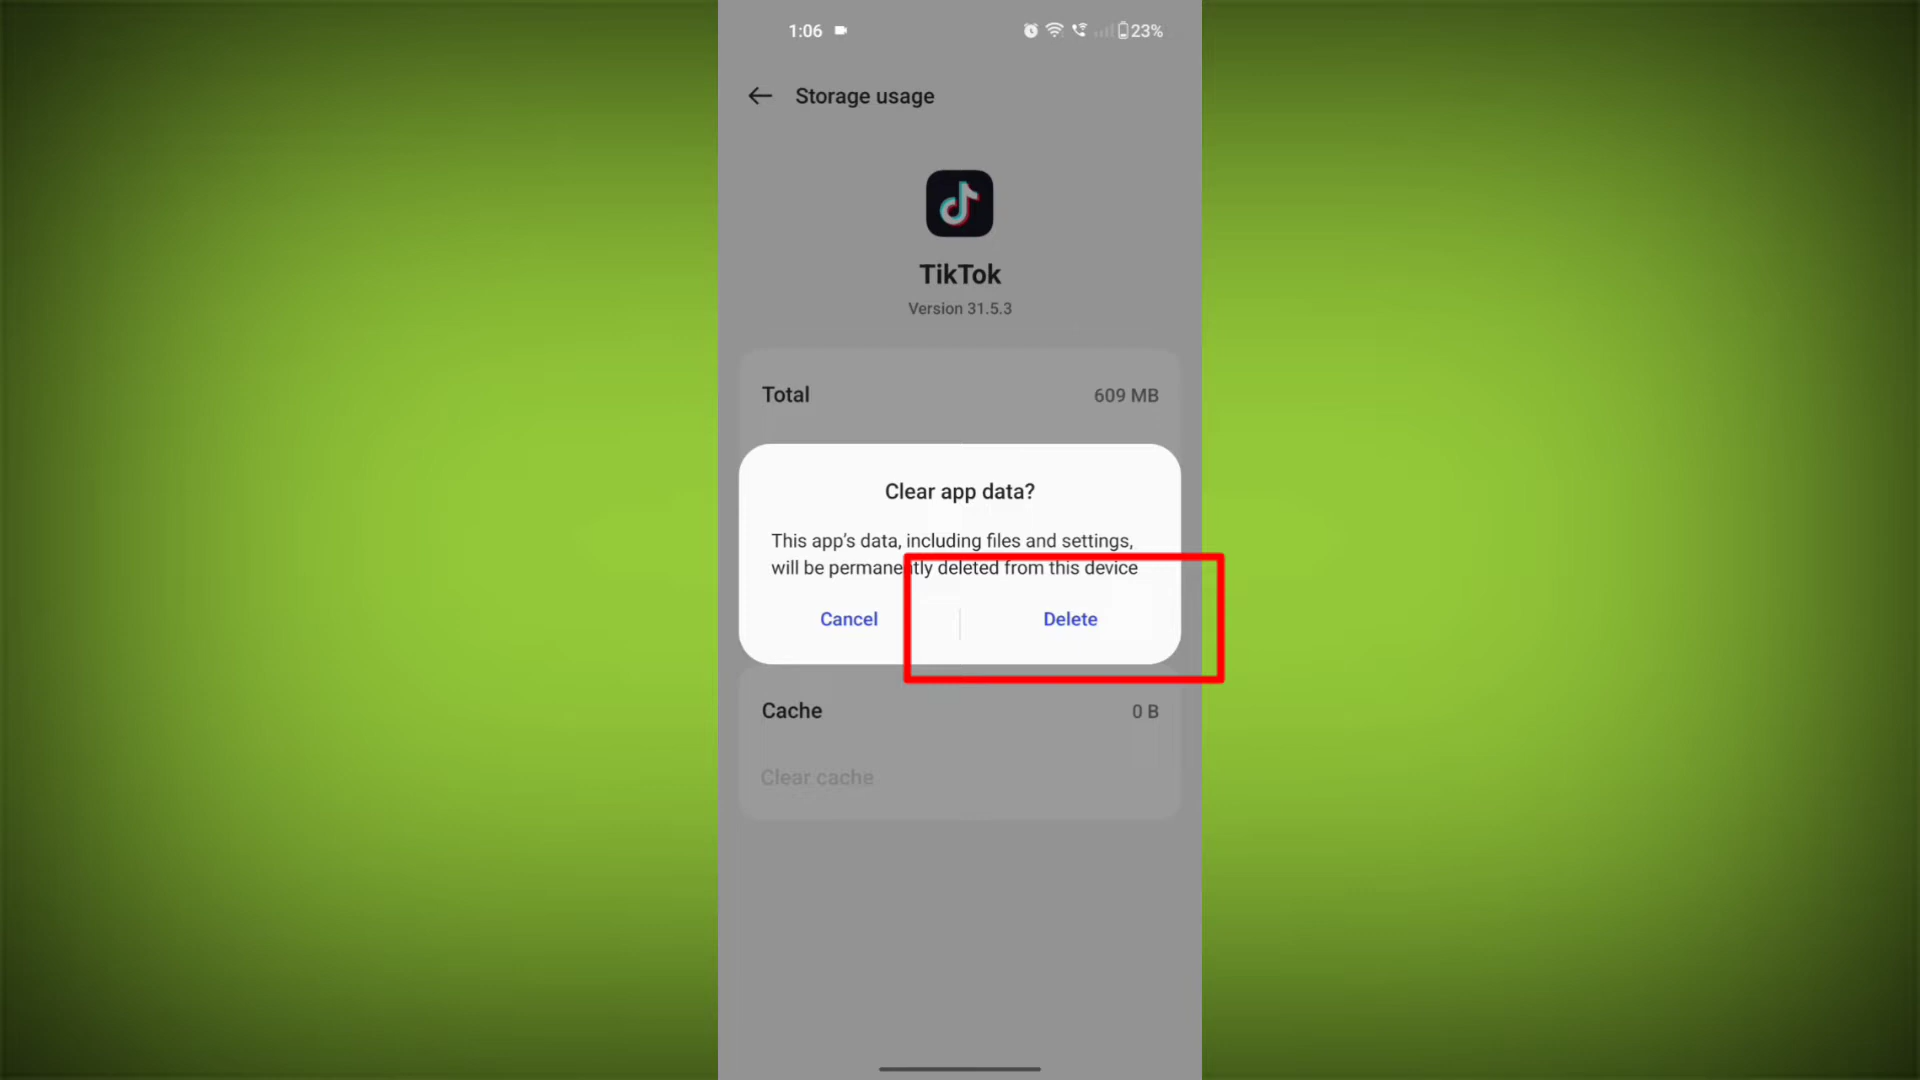 1:06
23%
Storage usage
TikTok
Version 31.5.3
Total 609 MB
Clear app data?
This app's data, including files and settings,
will be permanently deleted from this device
Cancel Delete
Cache 0 B
Clear cache